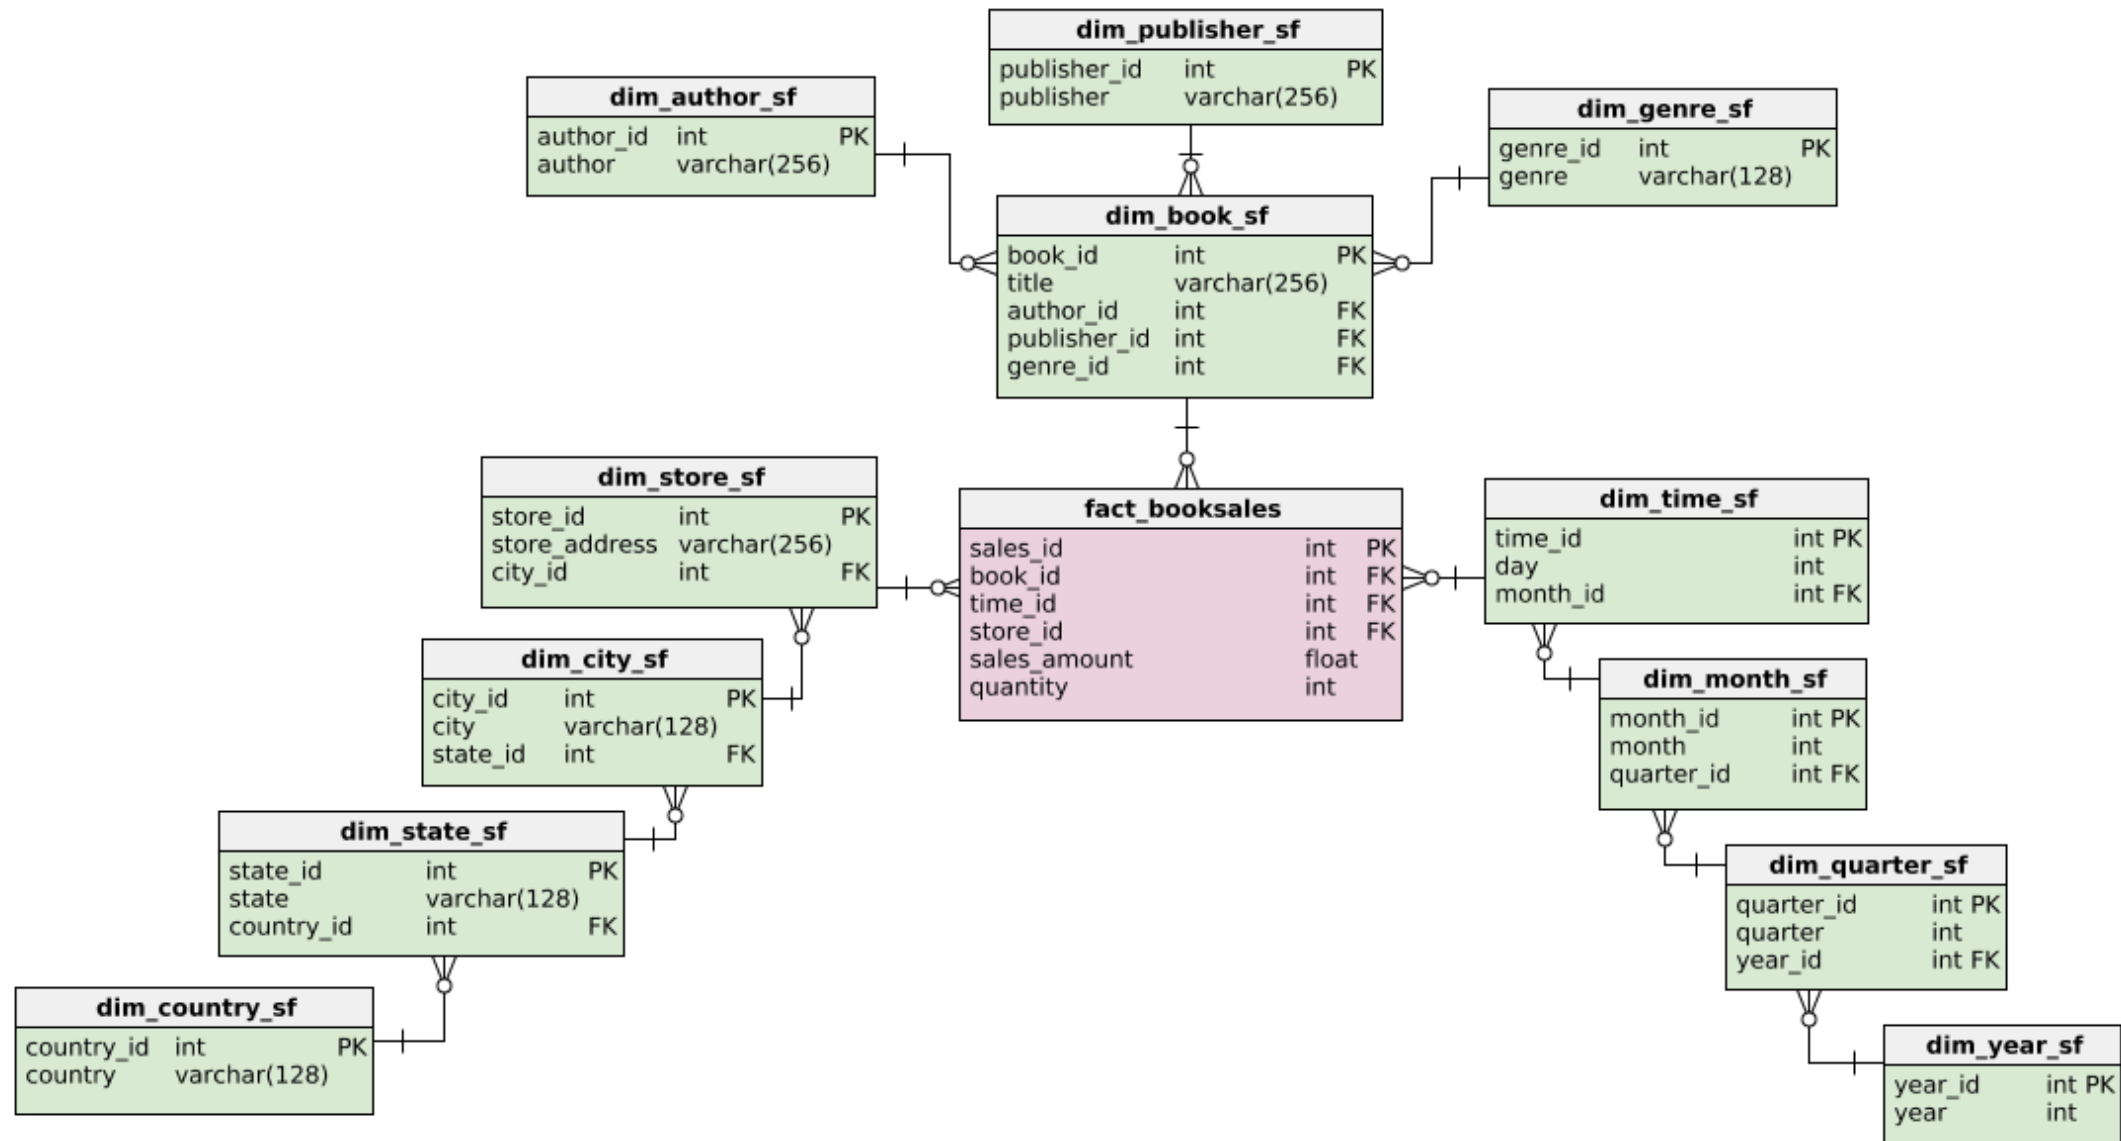 dim_publisher_sf
publisher_id int PK
publisher varchar(256)
dim_author_sf
author_id int PK
author varchar(256)
dim_genre_sf
genre_id int PK
genre varchar(128)
dim_book_sf
book_id int PK
title varchar(256)
author_id int FK
publisher_id int FK
genre_id int FK
dim_store_sf
store_id int PK
store_address varchar(256)
city_id int FK
fact_booksales
sales_id int PK
book_id int FK
time_id int FK
store_id int FK
sales_amount float
quantity int
dim_time_sf
time_id int PK
day int
month_id int FK
dim_city_sf
city_id int PK
city varchar(128)
state_id int FK
dim_month_sf
month_id int PK
month int
quarter_id int FK
dim_state_sf
state_id int PK
state varchar(128)
country_id int FK
dim_quarter_sf
quarter_id int PK
quarter int
year_id int FK
dim_country_sf
country_id int PK
country varchar(128)
dim_year_sf
year_id int PK
year int